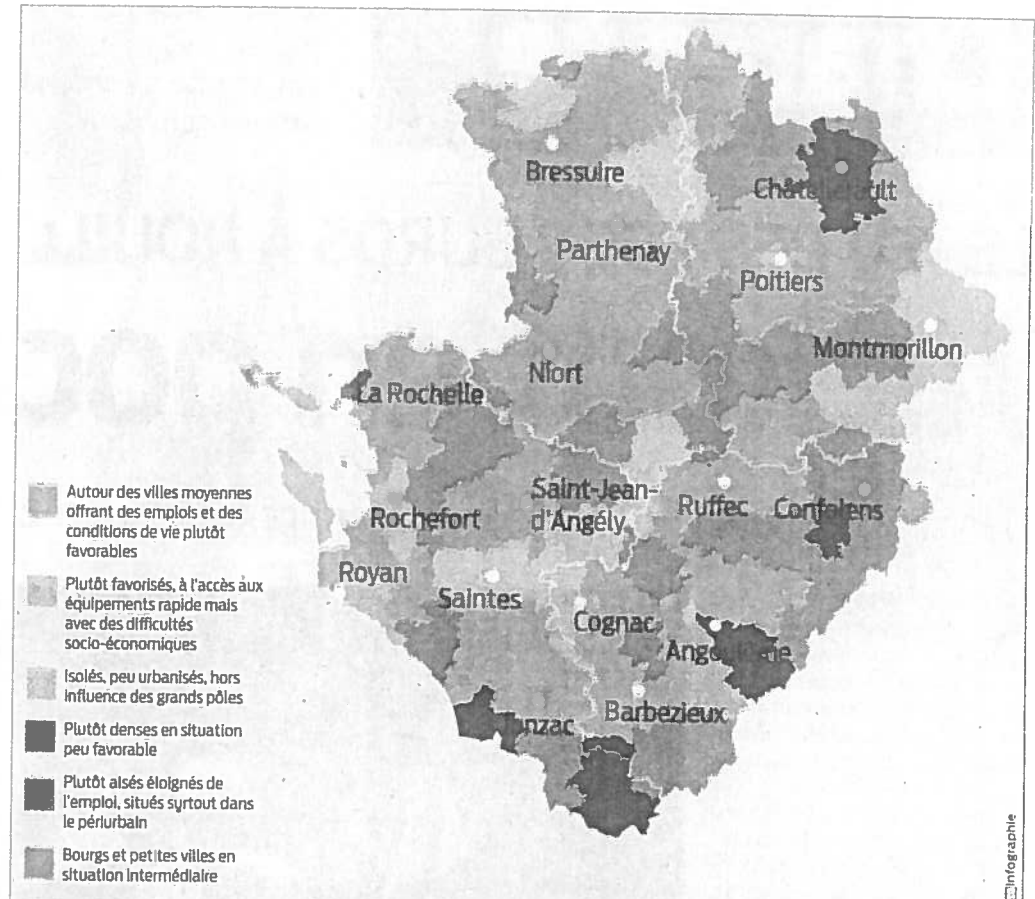 Bressuire
Châtellerault
Parthenay
Poitiers
Montmorillon
Niort
La Rochelle
Saint-Jean-
d'Angély
Ruffec
Confolens
Rochefort
Royan
Saintes
Cognac
Angoulême
Barbezieux
Jonzac
Autour des villes moyennes
offrant des emplois et des
conditions de vie plutôt
favorables
Plutôt favorisés, à l'accès aux
équipements rapide mais
avec des difficultés
socio-économiques
Isolés, peu urbanisés, hors
influence des grands pôles
Plutôt denses en situation
peu favorable
Plutôt aisés éloignés de
l'emploi, situés surtout dans
le périurbain
Bourgs et petites villes en
situation intermédiaire
Infographie